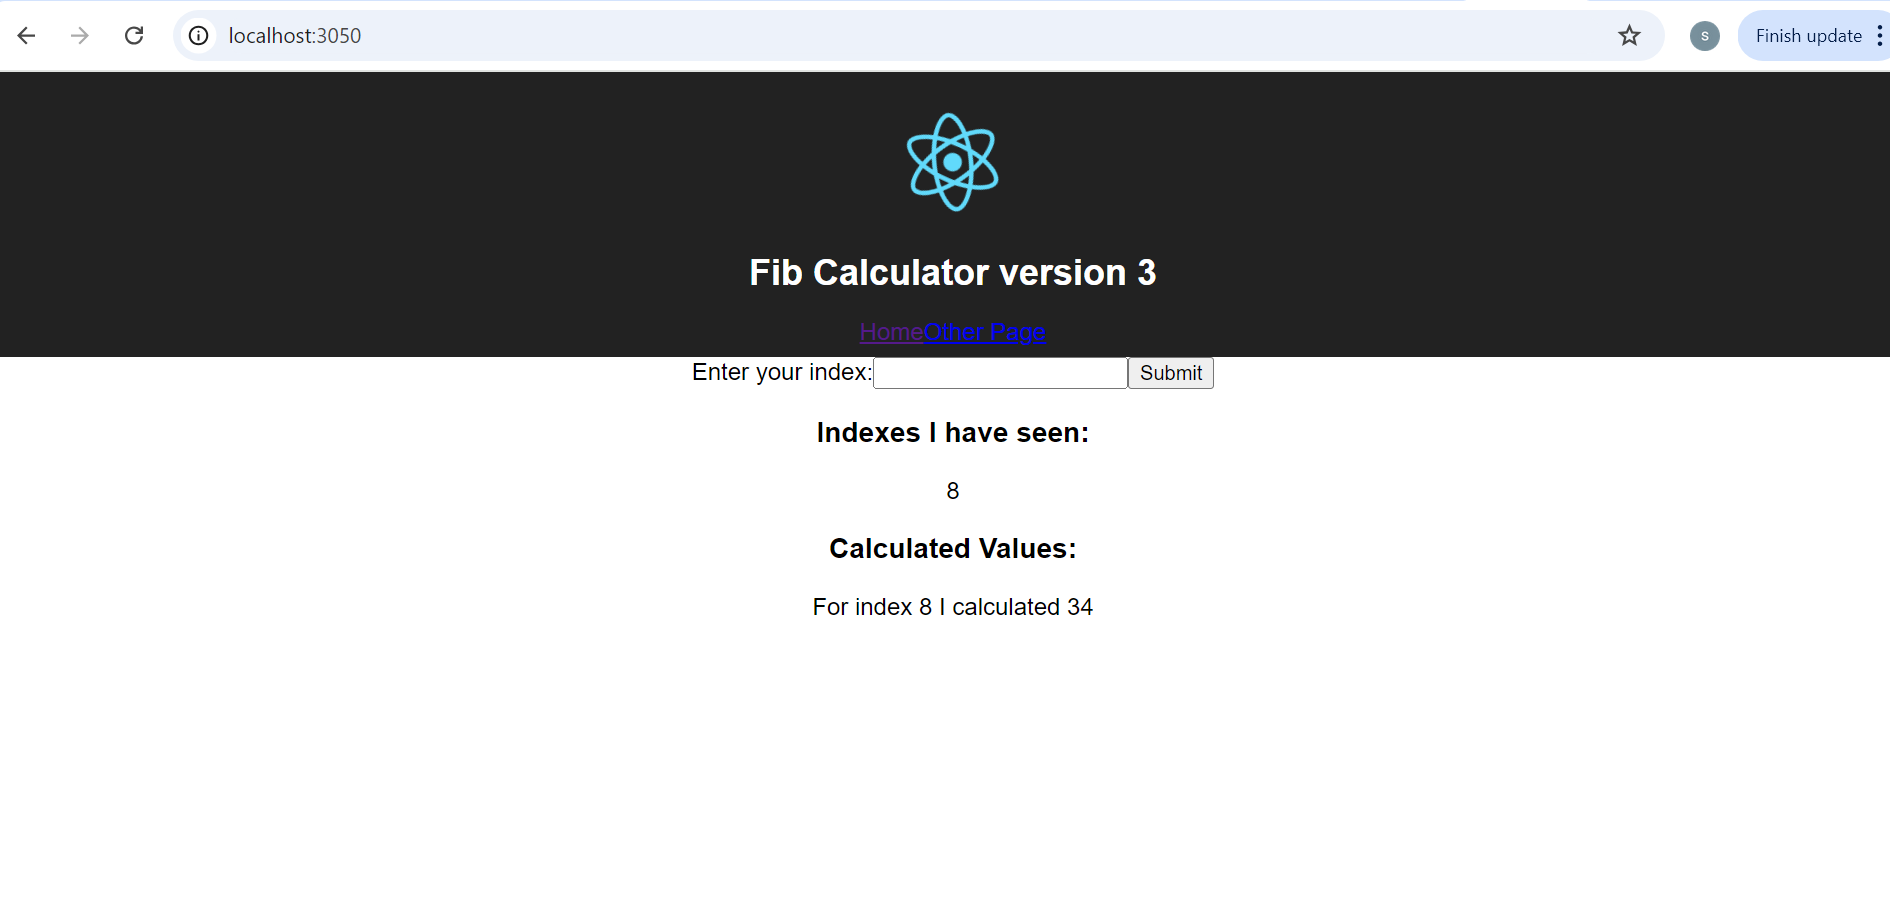 localhost:3050
S
Finish update
Fib Calculator version 3
HomeOther Page
Enter your index: Submit
Indexes I have seen:
8
Calculated Values:
For index 8 I calculated 34